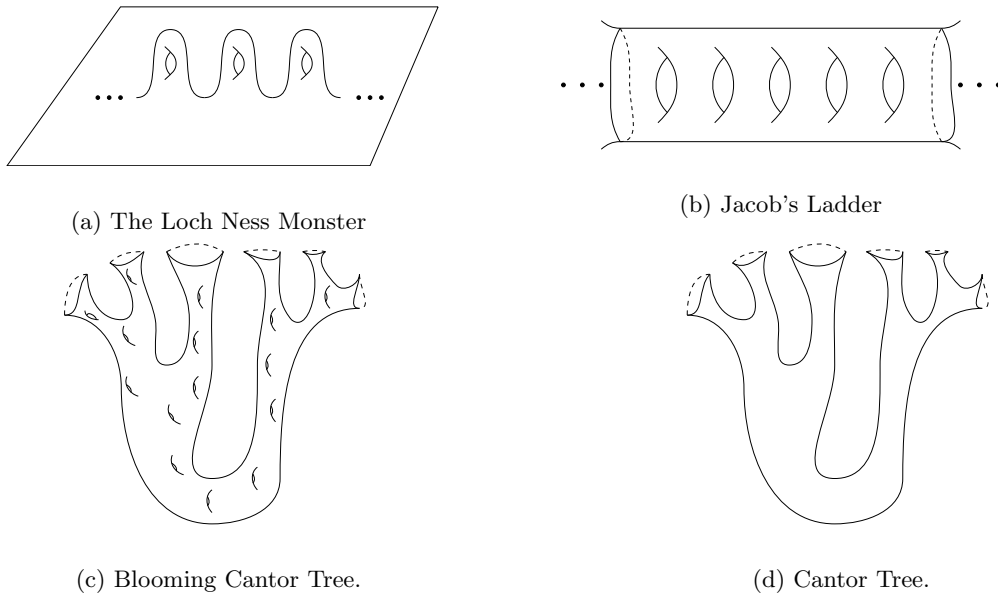 (a) The Loch Ness Monster
(b) Jacob's Ladder
(c) Blooming Cantor Tree.
(d) Cantor Tree.